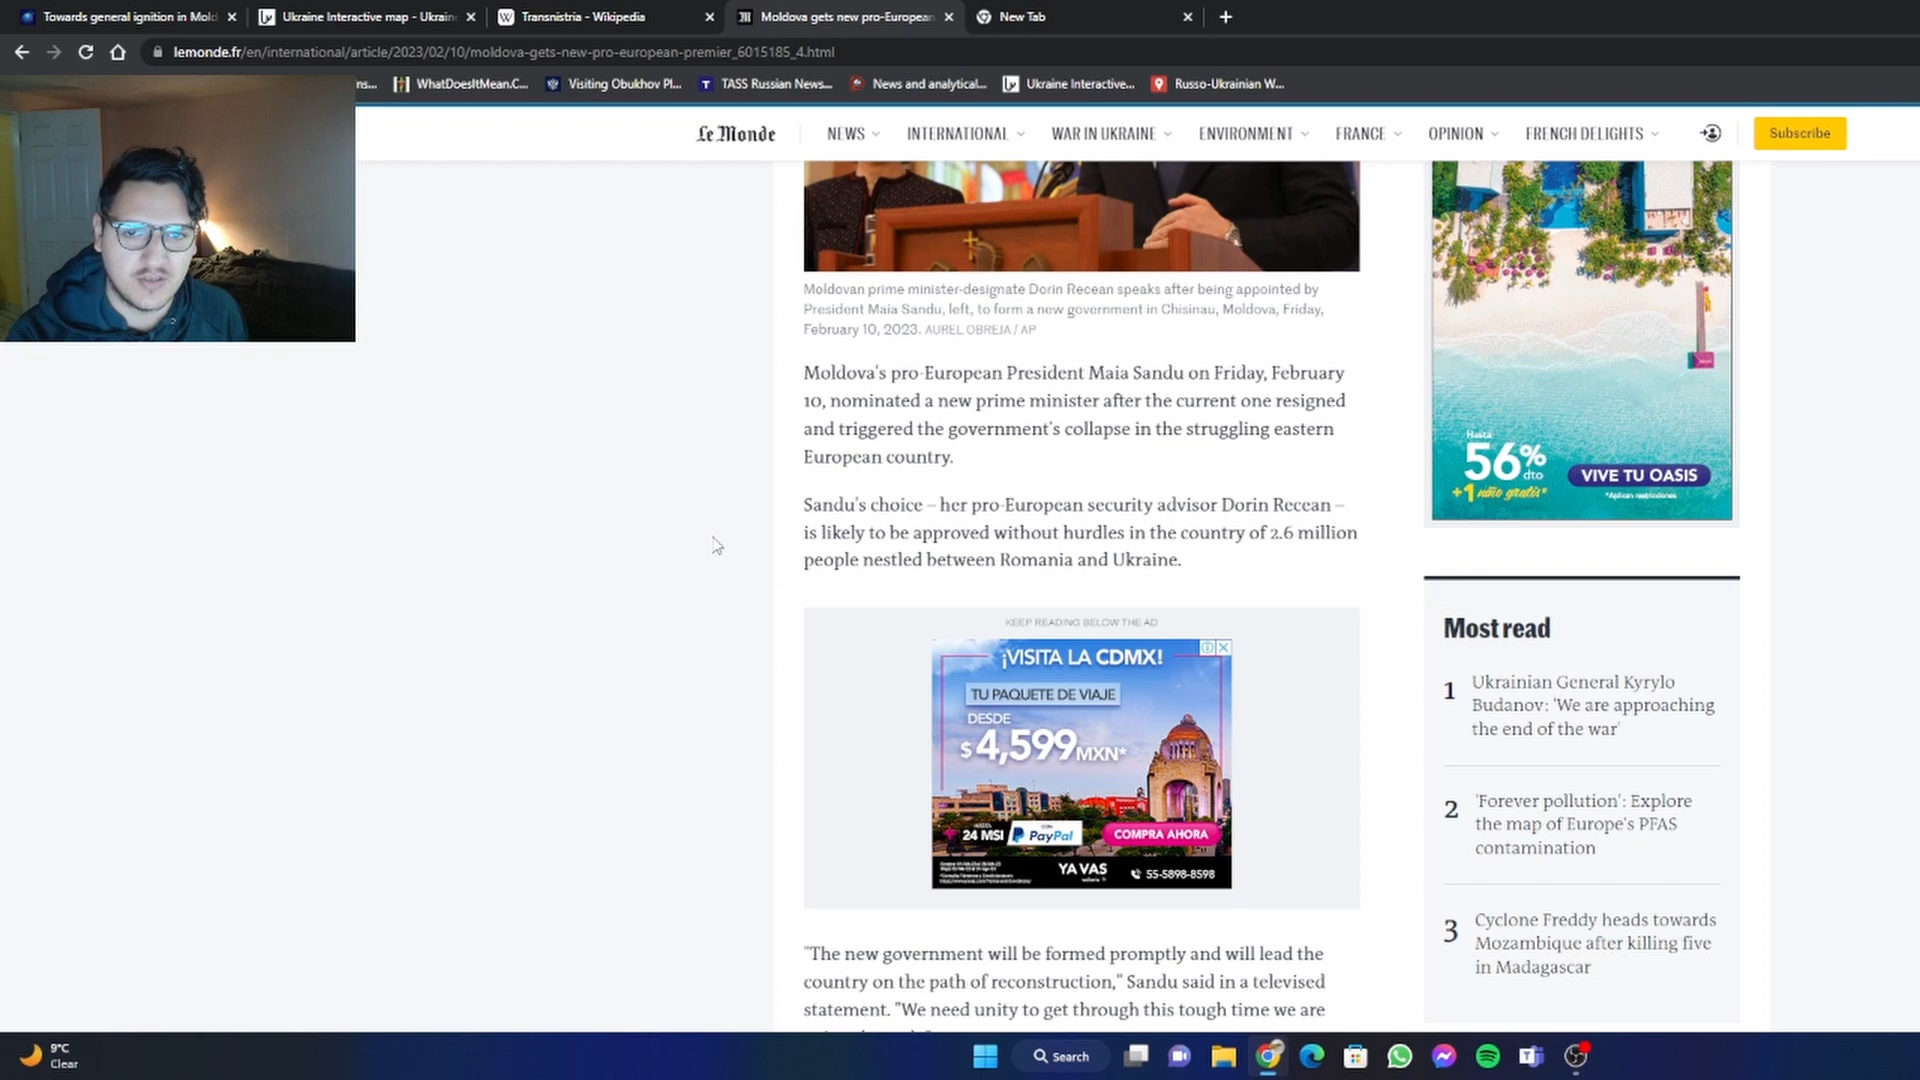 Towards general ignition in Mold
Ukraine Interactive map - Ukrain
Transnistria - Wikipedia
Moldova gets new pro-European
New Tab
lemonde.fr/en/international/article/2023/02/10/moldova-gets-new-pro-european-premier_6015185_4.html
ns...
WhatDoesItMean.C...
Visiting Obukhov Pl...
TASS Russian News...
News and analytical...
Ukraine Interactive...
Russo-Ukrainian W...
Le Monde
NEWS
INTERNATIONAL
WAR IN UKRAINE
ENVIRONMENT
FRANCE
OPINION
FRENCH DELIGHTS
Subscribe
Moldovan prime minister-designate Dorin Recean speaks after being appointed by
President Maia Sandu, left, to form a new government in Chisinau, Moldova, Friday,
February 10, 2023. AUREL OBREJA / AP
Moldova's pro-European President Maia Sandu on Friday, February
10, nominated a new prime minister after the current one resigned
and triggered the government's collapse in the struggling eastern
European country.
Sandu's choice – her pro-European security advisor Dorin Recean –
is likely to be approved without hurdles in the country of 2.6 million
people nestled between Romania and Ukraine.
KEEP READING BELOW THE AD
¡VISITA LA CDMX!
TU PAQUETE DE VIAJE
DESDE
$4,599 MXN*
24 MSI
PayPal
COMPRA AHORA
YA VAS
55-5898-8598
"The new government will be formed promptly and will lead the
country on the path of reconstruction," Sandu said in a televised
statement. "We need unity to get through this tough time we are
Hasta
56% dto
+1 niño gratis*
VIVE TU OASIS
*Aplican restricciones
Most read
1 Ukrainian General Kyrylo
Budanov: 'We are approaching
the end of the war'
2 'Forever pollution': Explore
the map of Europe's PFAS
contamination
3 Cyclone Freddy heads towards
Mozambique after killing five
in Madagascar
9°C
Clear
Search